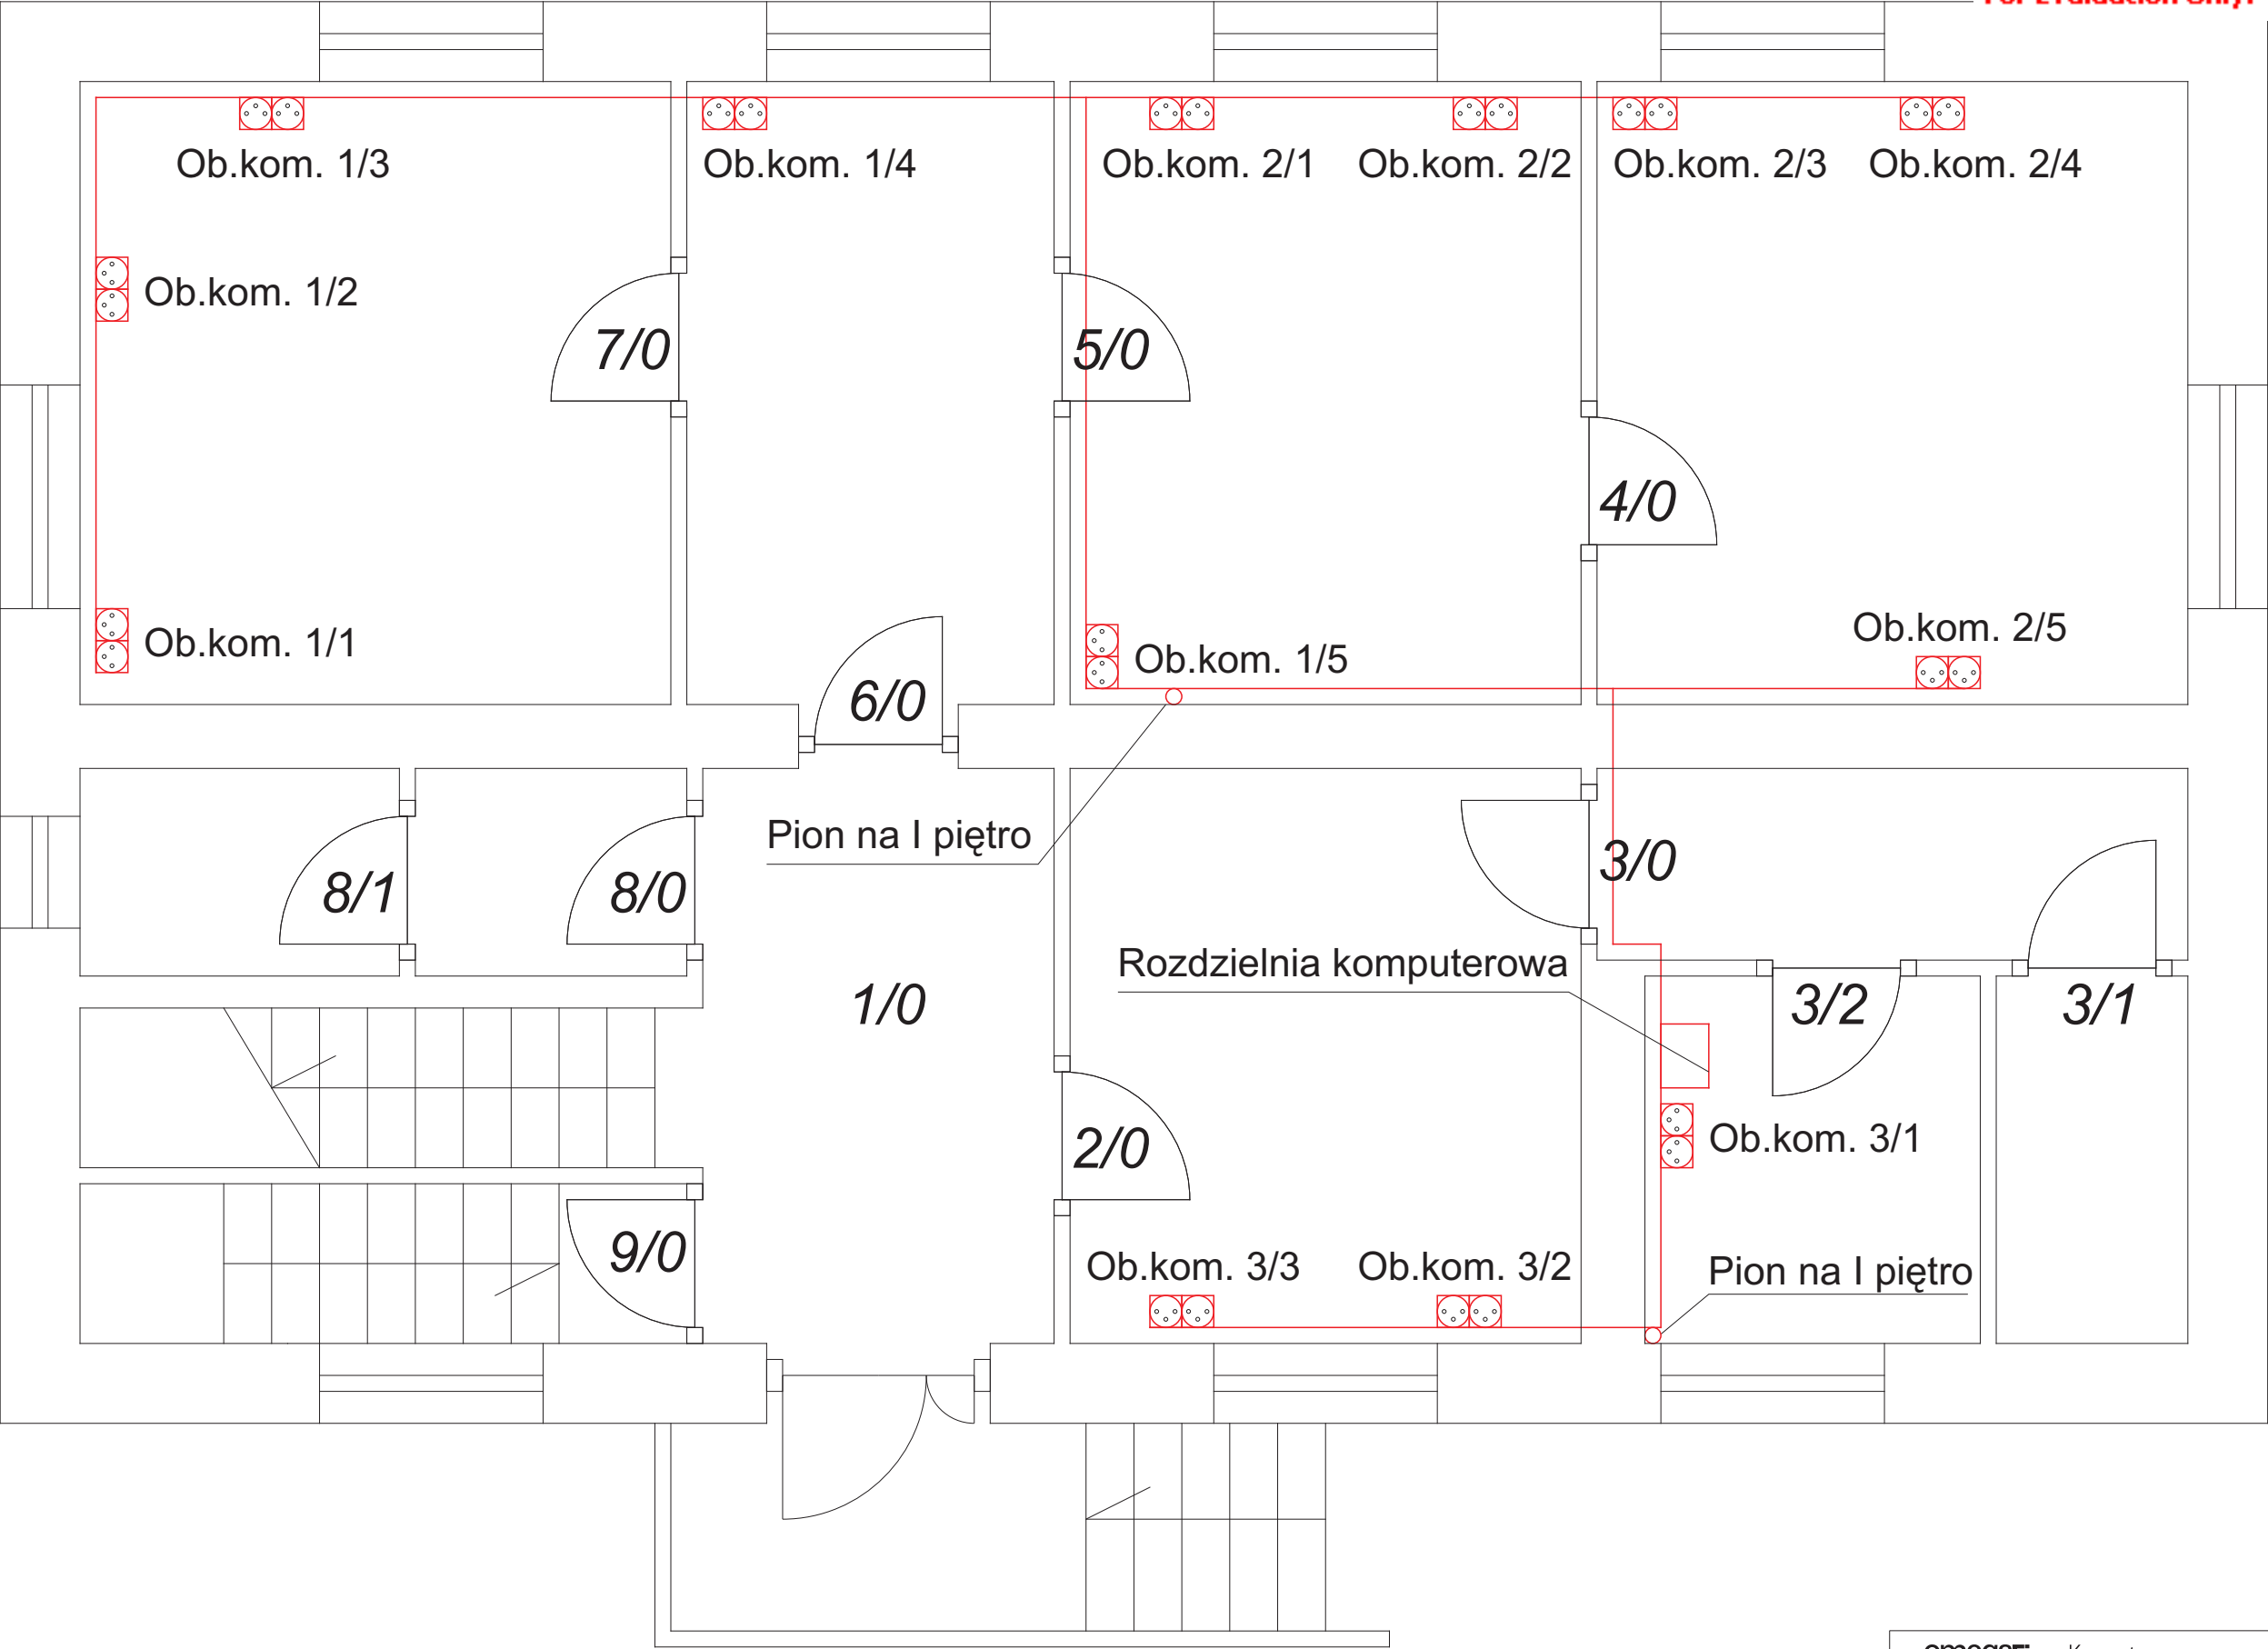 For Evaluation Only.
Ob.kom. 1/3
Ob.kom. 1/4
Ob.kom. 2/1
Ob.kom. 2/2
Ob.kom. 2/3
Ob.kom. 2/4
Ob.kom. 1/2
7/0
5/0
4/0
Ob.kom. 1/1
Ob.kom. 1/5
Ob.kom. 2/5
6/0
Pion na I piętro
3/0
8/1
8/0
Rozdzielnia komputerowa
1/0
3/2
3/1
2/0
Ob.kom. 3/1
9/0
Ob.kom. 3/3
Ob.kom. 3/2
Pion na I piętro